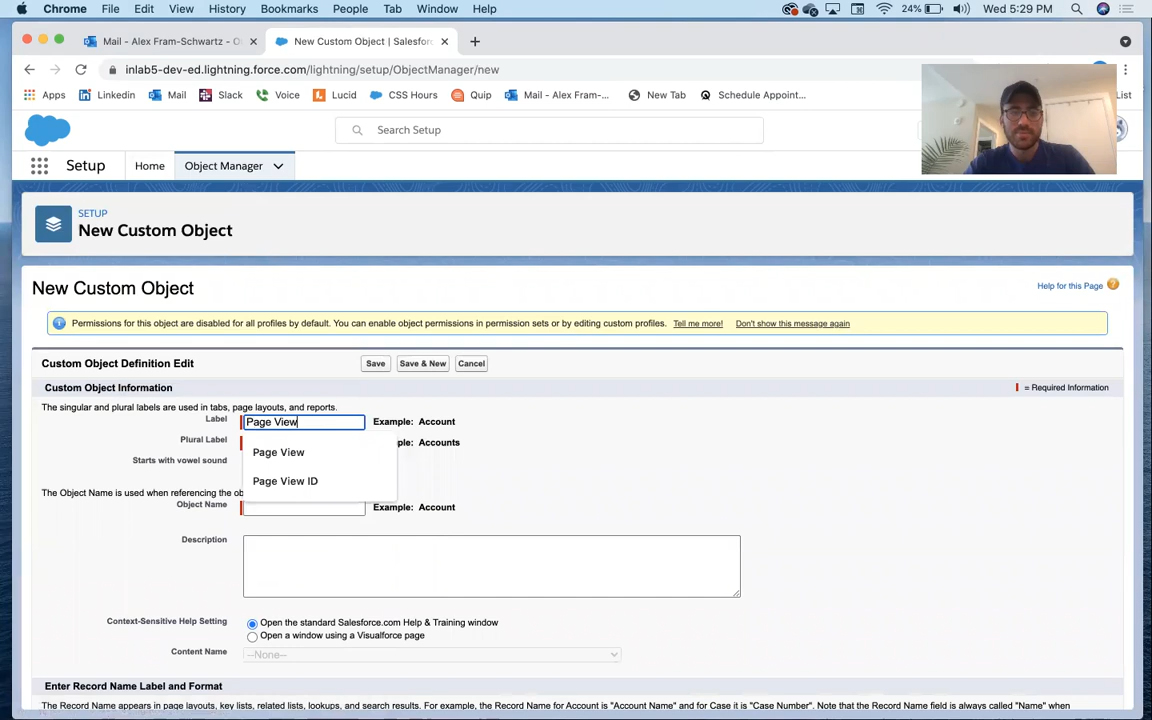 Chrome File Edit View History Bookmarks People Tab Window Help 24% Wed 5:29 PM
Mail - Alex Fram-Schwartz - O New Custom Object | Salesforc
inlab5-dev-ed.lightning.force.com/lightning/setup/ObjectManager/new
Apps Linkedin Mail Slack Voice Lucid CSS Hours Quip Mail - Alex Fram-... New Tab Schedule Appoint... List
Search Setup
Setup Home Object Manager
SETUP
New Custom Object
New Custom Object
Help for this Page
Permissions for this object are disabled for all profiles by default. You can enable object permissions in permission sets or by editing custom profiles. Tell me more! Don't show this message again
Custom Object Definition Edit Save Save & New Cancel
Custom Object Information = Required Information
The singular and plural labels are used in tabs, page layouts, and reports.
Label Page View Example: Account
Plural Label ple: Accounts
Page View
Starts with vowel sound
Page View ID
The Object Name is used when referencing the ob
Object Name Example: Account
Description
Context-Sensitive Help Setting Open the standard Salesforce.com Help & Training window
Open a window using a Visualforce page
Content Name --None--
Enter Record Name Label and Format
The Record Name appears in page layouts, key lists, related lists, lookups, and search results. For example, the Record Name for Account is "Account Name" and for Case it is "Case Number". Note that the Record Name field is always called "Name" when